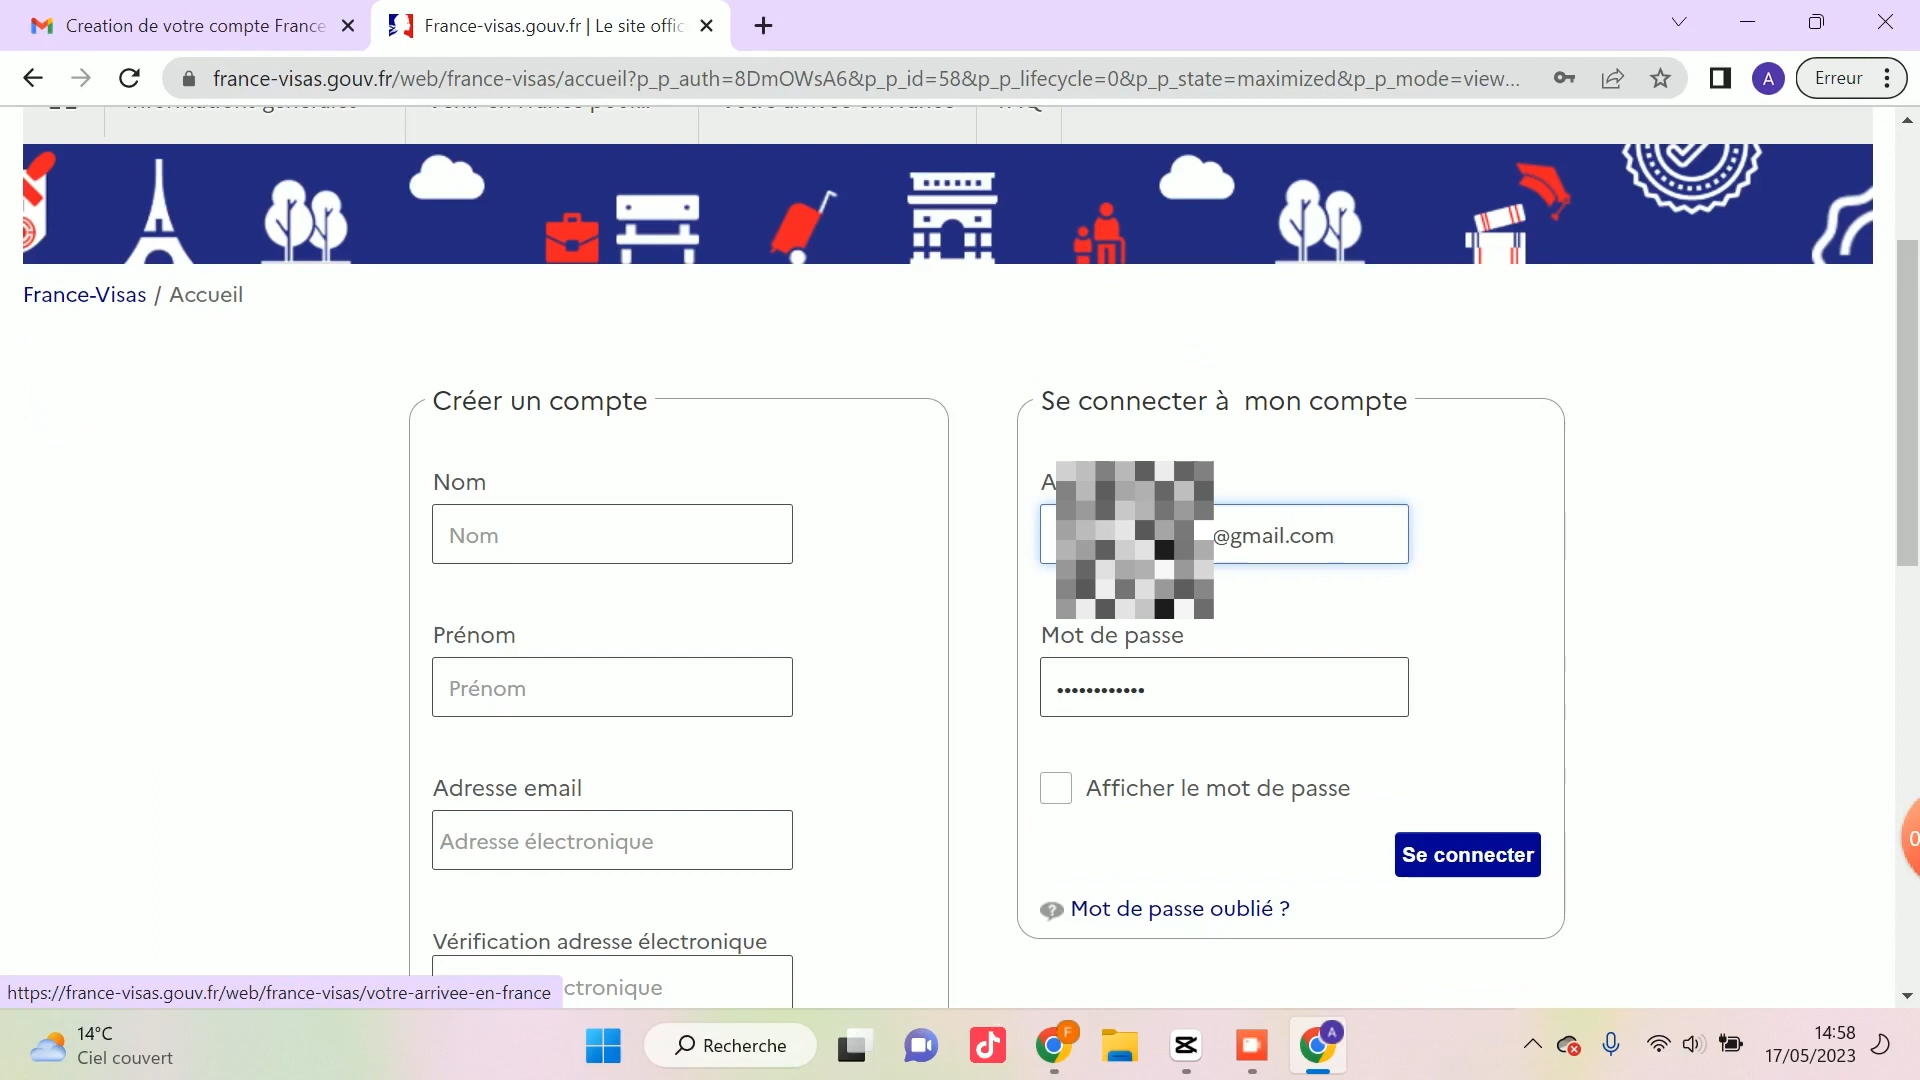 Creation de votre compte France
France-visas.gouv.fr | Le site offic
france-visas.gouv.fr/web/france-visas/accueil?p_p_auth=8DmOWsA6&p_p_id=58&p_p_lifecycle=0&p_p_state=maximized&p_p_mode=view...
A
Erreur
France-Visas / Accueil
Créer un compte
Se connecter à mon compte
Nom
A
Nom
@gmail.com
Prénom
Mot de passe
Prénom
••••••••••••
Adresse email
Afficher le mot de passe
Adresse électronique
Se connecter
Mot de passe oublié ?
Vérification adresse électronique
ctronique
https://france-visas.gouv.fr/web/france-visas/votre-arrivee-en-france
14°C
Ciel couvert
Recherche
F
A
14:58
17/05/2023